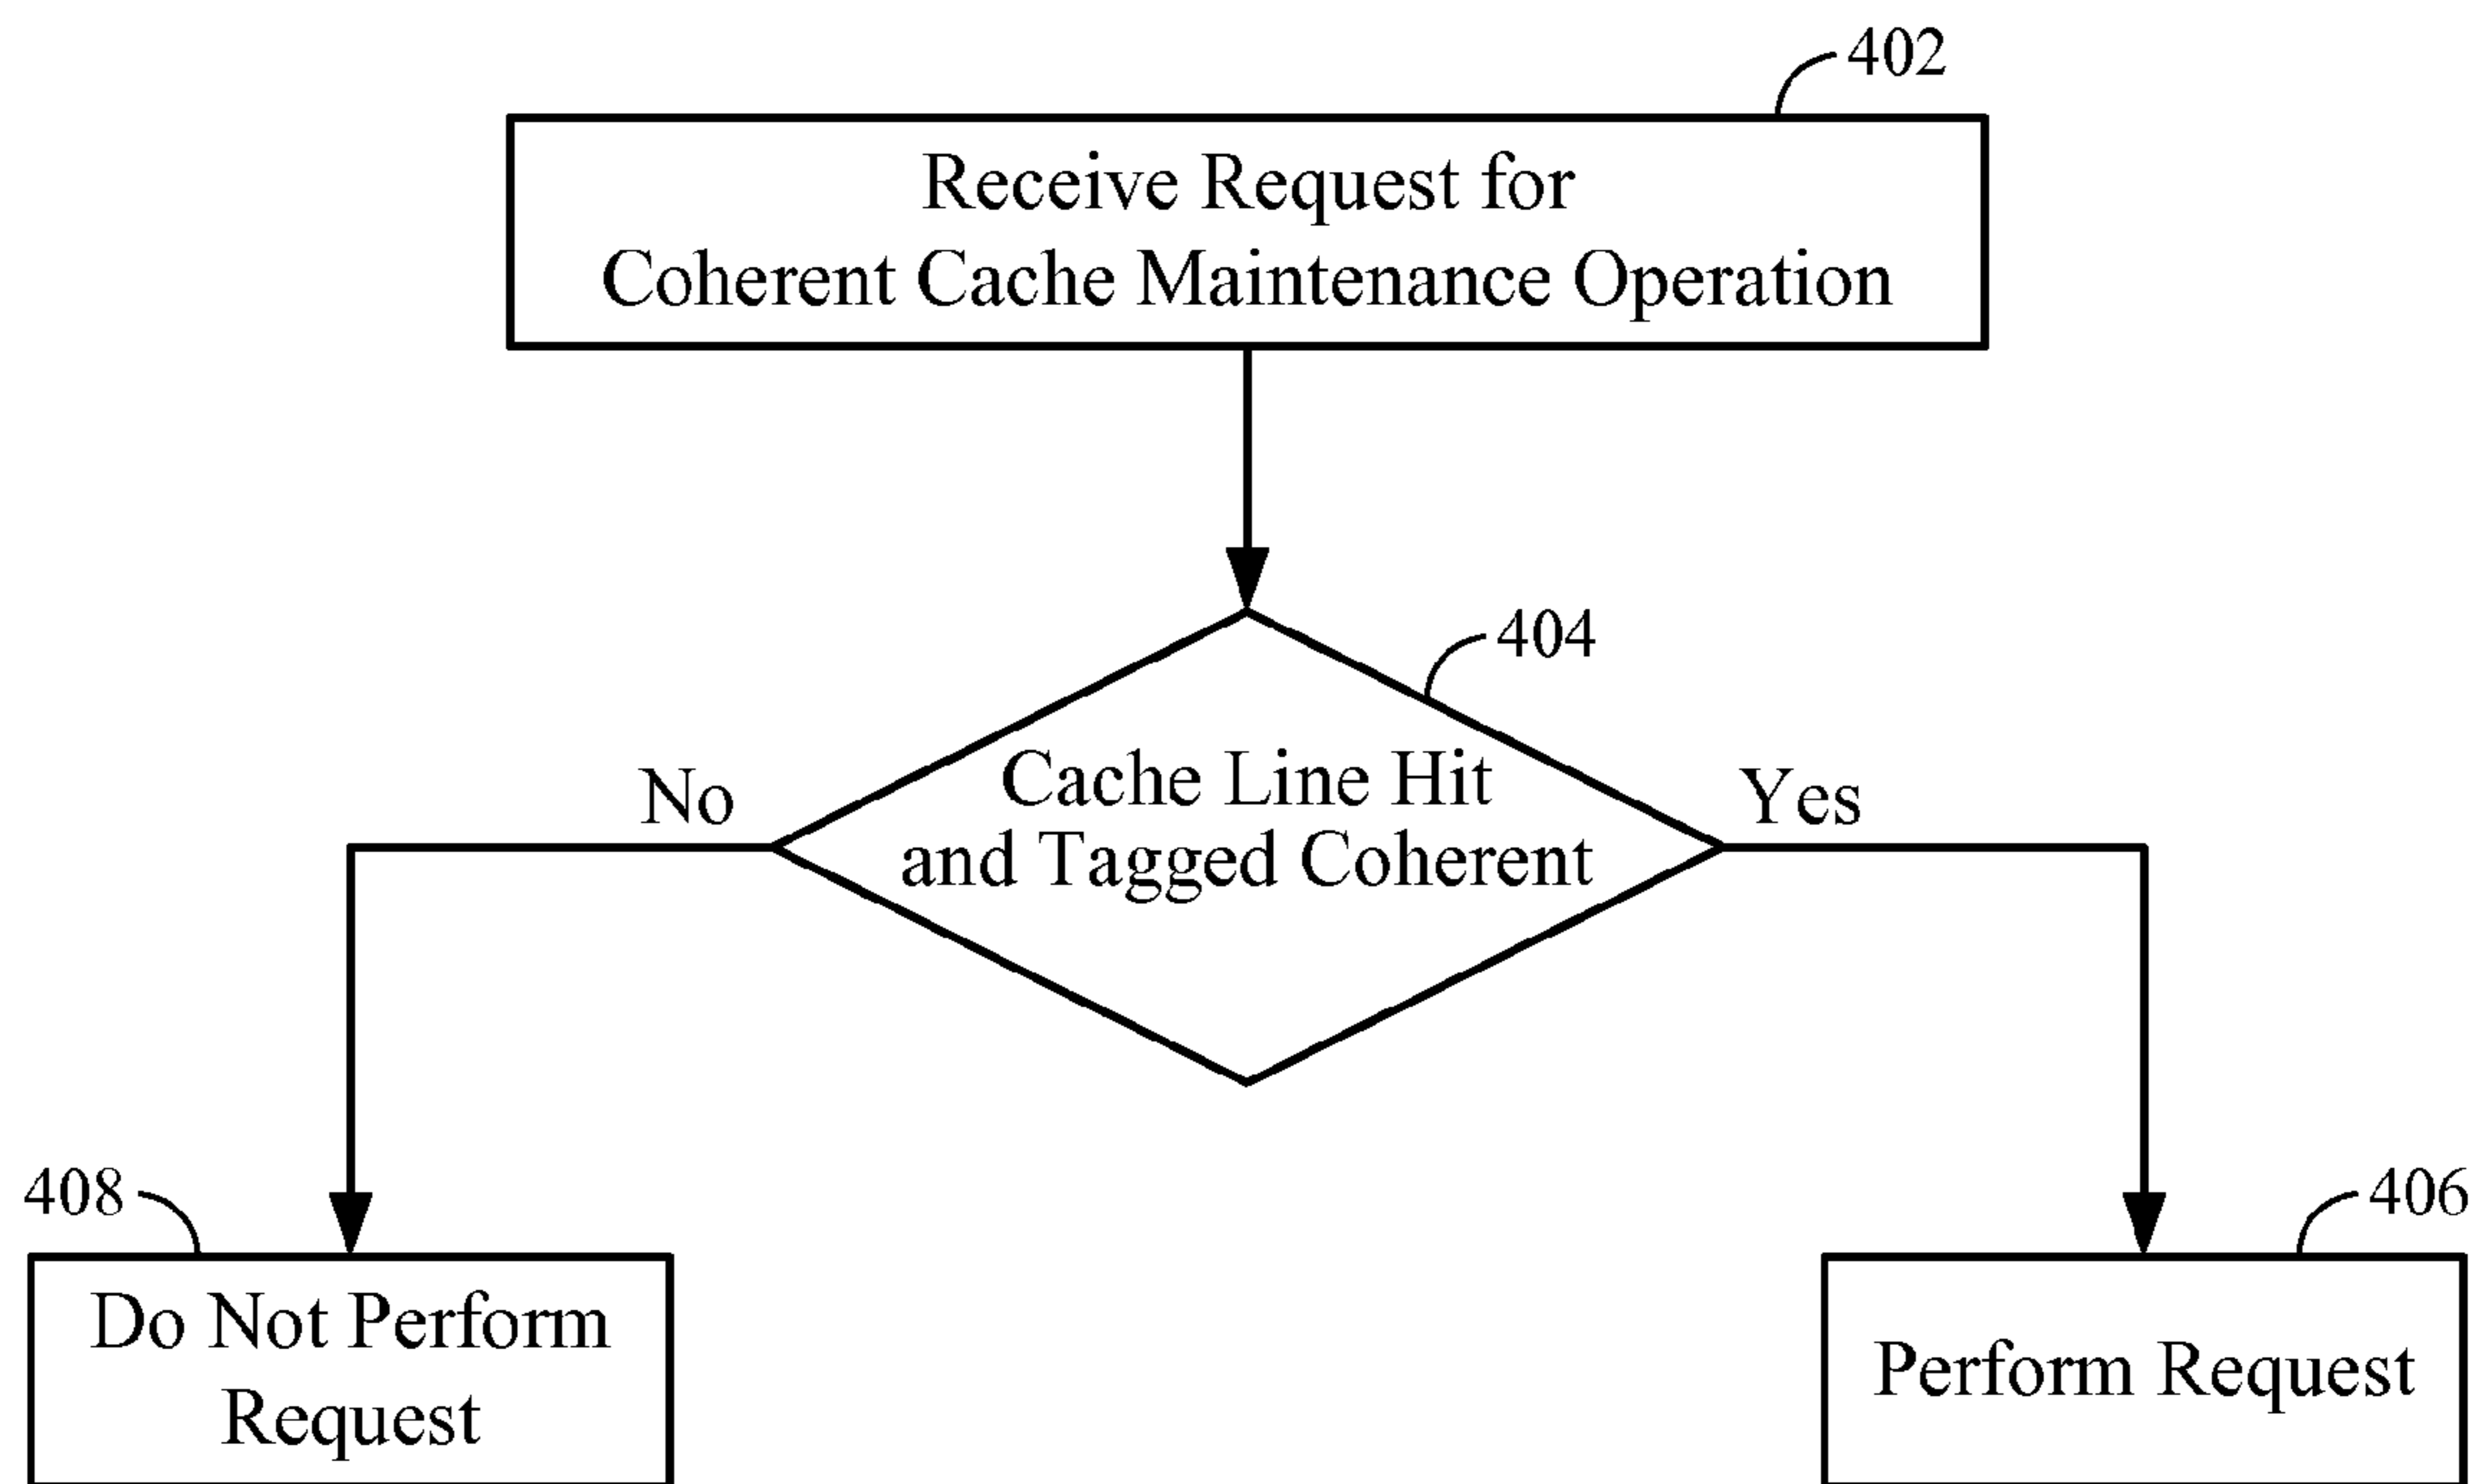 402
Receive Request for
Coherent Cache Maintenance Operation
404
Cache Line Hit
and Tagged Coherent
No
Yes
408
Do Not Perform
Request
406
Perform Request